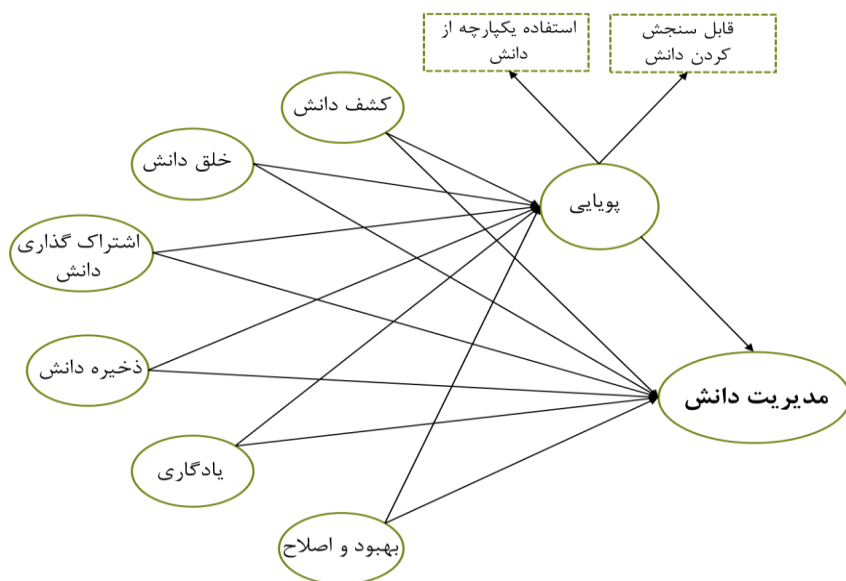 قابل سنجش
کردن دانش
استفاده یکپارچه از
دانش
کشف دانش
خلق دانش
پویایی
اشتراک گذاری
دانش
ذخیره دانش
مدیریت دانش
یادگاری
بهبود و اصلاح